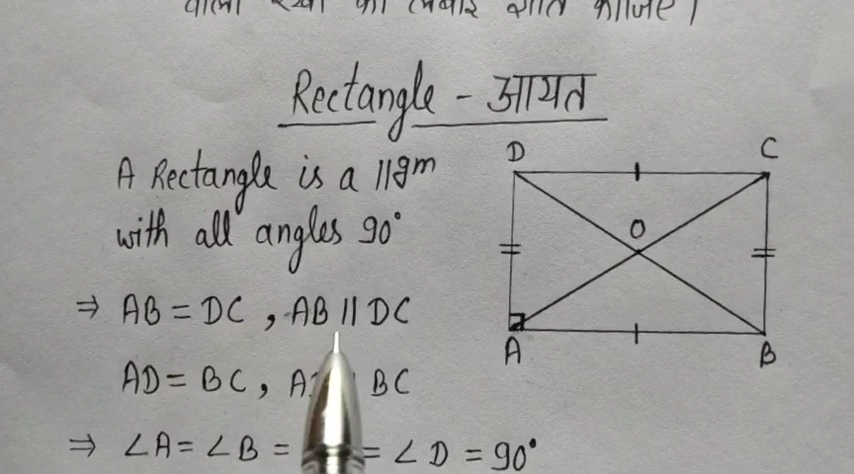 वाली रेखा की लंबाई ज्ञात कीजिए।
Rectangle - आयत
A Rectangle is a ||gm
with all angles 90°
⇒ AB = DC , AB || DC
AD = BC , A BC
⇒ ∠A = ∠B = = ∠D = 90°
D C
O
A B